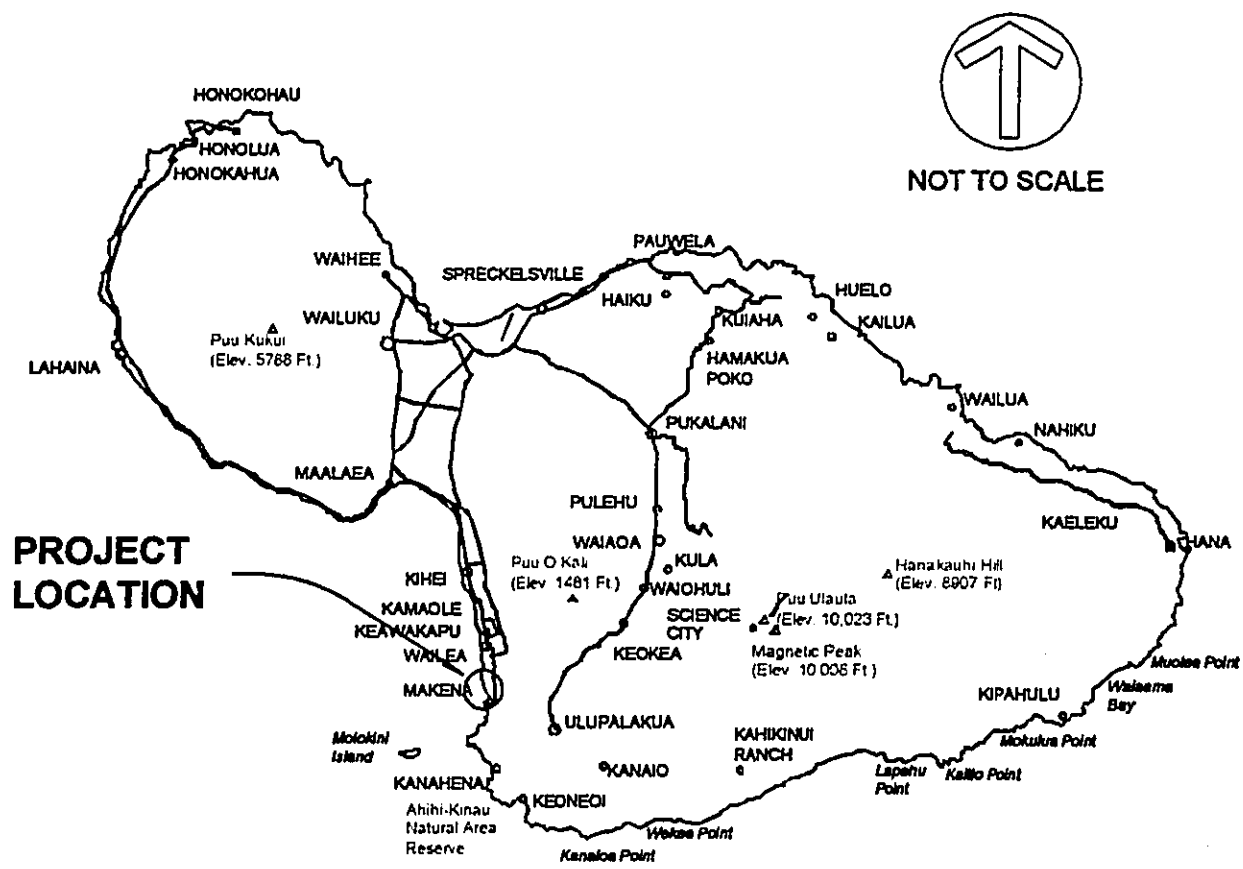 HONOKOHAU
HONOLUA
HONOKAHUA
NOT TO SCALE
PAUWELA
WAIHEE
SPRECKELSVILLE
HAIKU
HUELO
WAILUKU
KUIAHA
KAILUA
Puu Kukui
(Elev. 5788 Ft.)
HAMAKUA
POKO
LAHAINA
WAILUA
PUKALANI
NAHIKU
MAALAEA
PULEHU
KAELEKU
PROJECT
LOCATION
WAIAOA
HANA
Puu O Kali
(Elev. 1481 Ft.)
KULA
Hanakauhi Hill
(Elev. 8907 Ft)
KIHEI
WAIOHULI
KAMAOLE
SCIENCE
CITY
Puu Ulaula
(Elev. 10,023 Ft.)
KEAWAKAPU
WAILEA
KEOKEA
Magnetic Peak
(Elev. 10,008 Ft.)
Muolea Point
MAKENA
KIPAHULU
Bay
ULUPALAKUA
KAHIKINUI
RANCH
Molokini
Island
Point
Lapehu
Point
Kailio Point
KANAHENA
KANAIO
KEONEOI
Ahihi-Kinau
Natural Area
Reserve
Point
Kanaloa Point